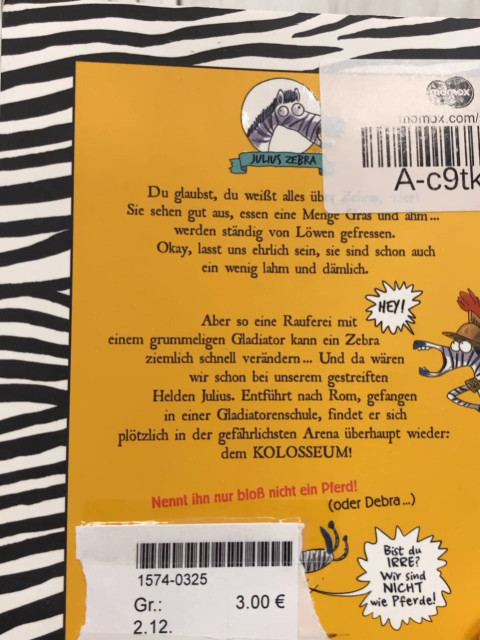 momox
momox.com/
A-c9tk
JULIUS ZEBRA
Du glaubst, du weißt alles über Zebras, oder?
Sie sehen gut aus, essen eine Menge Gras und ähm...
werden ständig von Löwen gefressen.
Okay, lasst uns ehrlich sein, sie sind schon auch
ein wenig lahm und dämlich.
HEY!
Aber so eine Rauferei mit
einem grummeligen Gladiator kann ein Zebra
ziemlich schnell verändern... Und da wären
wir schon bei unserem gestreiften
Helden Julius. Entführt nach Rom, gefangen
in einer Gladiatorenschule, findet er sich
plötzlich in der gefährlichsten Arena überhaupt wieder:
dem KOLOSSEUM!
Nennt ihn nur bloß nicht ein Pferd!
(oder Debra...)
Bist du
IRRE?
Wir sind
NICHT
wie Pferde!
1574-0325
Gr.: 3.00 €
2.12.